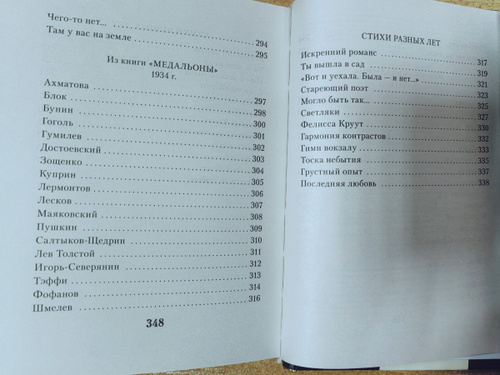 Чего-то нет... 294
Там у вас на земле 295
Из книги «МЕДАЛЬОНЫ»
1934 г.
Ахматова 297
Блок 298
Бунин 300
Гоголь 301
Гумилев 302
Достоевский 303
Зощенко 304
Куприн 305
Лермонтов 306
Лесков 307
Маяковский 308
Пушкин 309
Салтыков-Щедрин 310
Лев Толстой 311
Игорь-Северянин 312
Тэффи 313
Фофанов 314
Шмелев 316
348
СТИХИ РАЗНЫХ ЛЕТ
Искренний романс 317
Ты вышла в сад 319
«Вот и уехала. Была — и нет...» 321
Стареющий поэт 323
Могло быть так... 325
Светляки 327
Фелисса Круут 330
Гармония контрастов 332
Гимн вокзалу 333
Тоска небытия 335
Грустный опыт 337
Последняя любовь 338